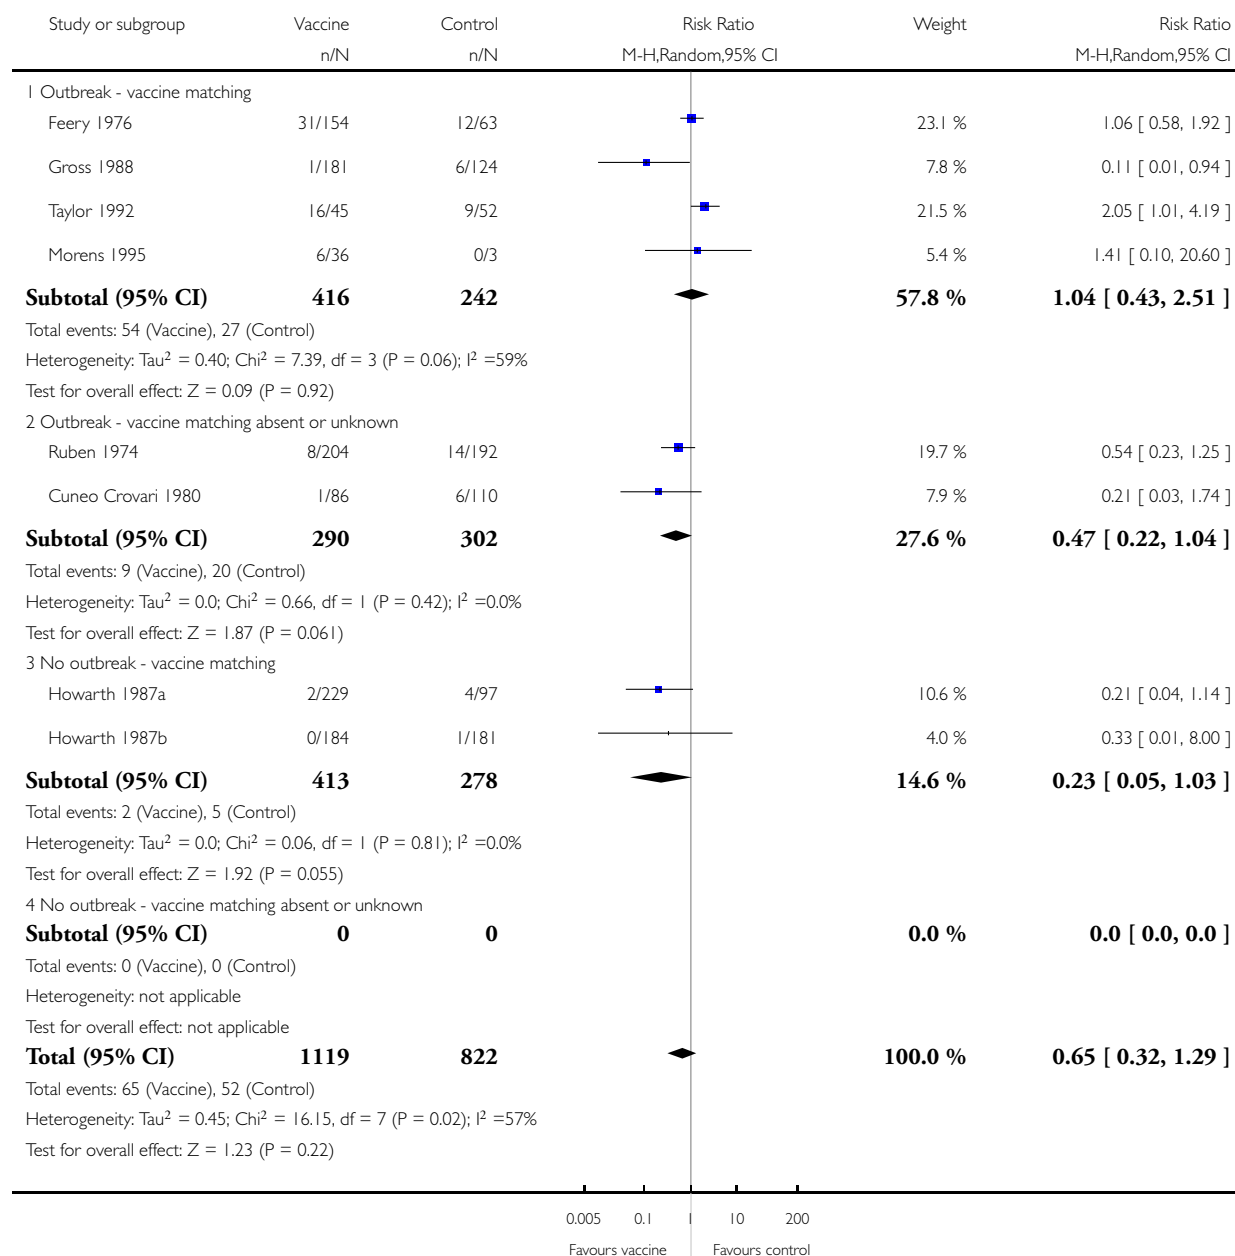 Study or subgroup Vaccine Control Risk Ratio Weight Risk Ratio
n/N n/N M-H,Random,95% CI M-H,Random,95% CI
1 Outbreak - vaccine matching
Feery 1976 31/154 12/63 23.1 % 1.06 [ 0.58, 1.92 ]
Gross 1988 1/181 6/124 7.8 % 0.11 [ 0.01, 0.94 ]
Taylor 1992 16/45 9/52 21.5 % 2.05 [ 1.01, 4.19 ]
Morens 1995 6/36 0/3 5.4 % 1.41 [ 0.10, 20.60 ]
Subtotal (95% CI) 416 242 57.8 % 1.04 [ 0.43, 2.51 ]
Total events: 54 (Vaccine), 27 (Control)
Heterogeneity: Tau² = 0.40; Chi² = 7.39, df = 3 (P = 0.06); I² =59%
Test for overall effect: Z = 0.09 (P = 0.92)
2 Outbreak - vaccine matching absent or unknown
Ruben 1974 8/204 14/192 19.7 % 0.54 [ 0.23, 1.25 ]
Cuneo Crovari 1980 1/86 6/110 7.9 % 0.21 [ 0.03, 1.74 ]
Subtotal (95% CI) 290 302 27.6 % 0.47 [ 0.22, 1.04 ]
Total events: 9 (Vaccine), 20 (Control)
Heterogeneity: Tau² = 0.0; Chi² = 0.66, df = 1 (P = 0.42); I² =0.0%
Test for overall effect: Z = 1.87 (P = 0.061)
3 No outbreak - vaccine matching
Howarth 1987a 2/229 4/97 10.6 % 0.21 [ 0.04, 1.14 ]
Howarth 1987b 0/184 1/181 4.0 % 0.33 [ 0.01, 8.00 ]
Subtotal (95% CI) 413 278 14.6 % 0.23 [ 0.05, 1.03 ]
Total events: 2 (Vaccine), 5 (Control)
Heterogeneity: Tau² = 0.0; Chi² = 0.06, df = 1 (P = 0.81); I² =0.0%
Test for overall effect: Z = 1.92 (P = 0.055)
4 No outbreak - vaccine matching absent or unknown
Subtotal (95% CI) 0 0 0.0 % 0.0 [ 0.0, 0.0 ]
Total events: 0 (Vaccine), 0 (Control)
Heterogeneity: not applicable
Test for overall effect: not applicable
Total (95% CI) 1119 822 100.0 % 0.65 [ 0.32, 1.29 ]
Total events: 65 (Vaccine), 52 (Control)
Heterogeneity: Tau² = 0.45; Chi² = 16.15, df = 7 (P = 0.02); I² =57%
Test for overall effect: Z = 1.23 (P = 0.22)
0.005 0.1 1 10 200
Favours vaccine Favours control